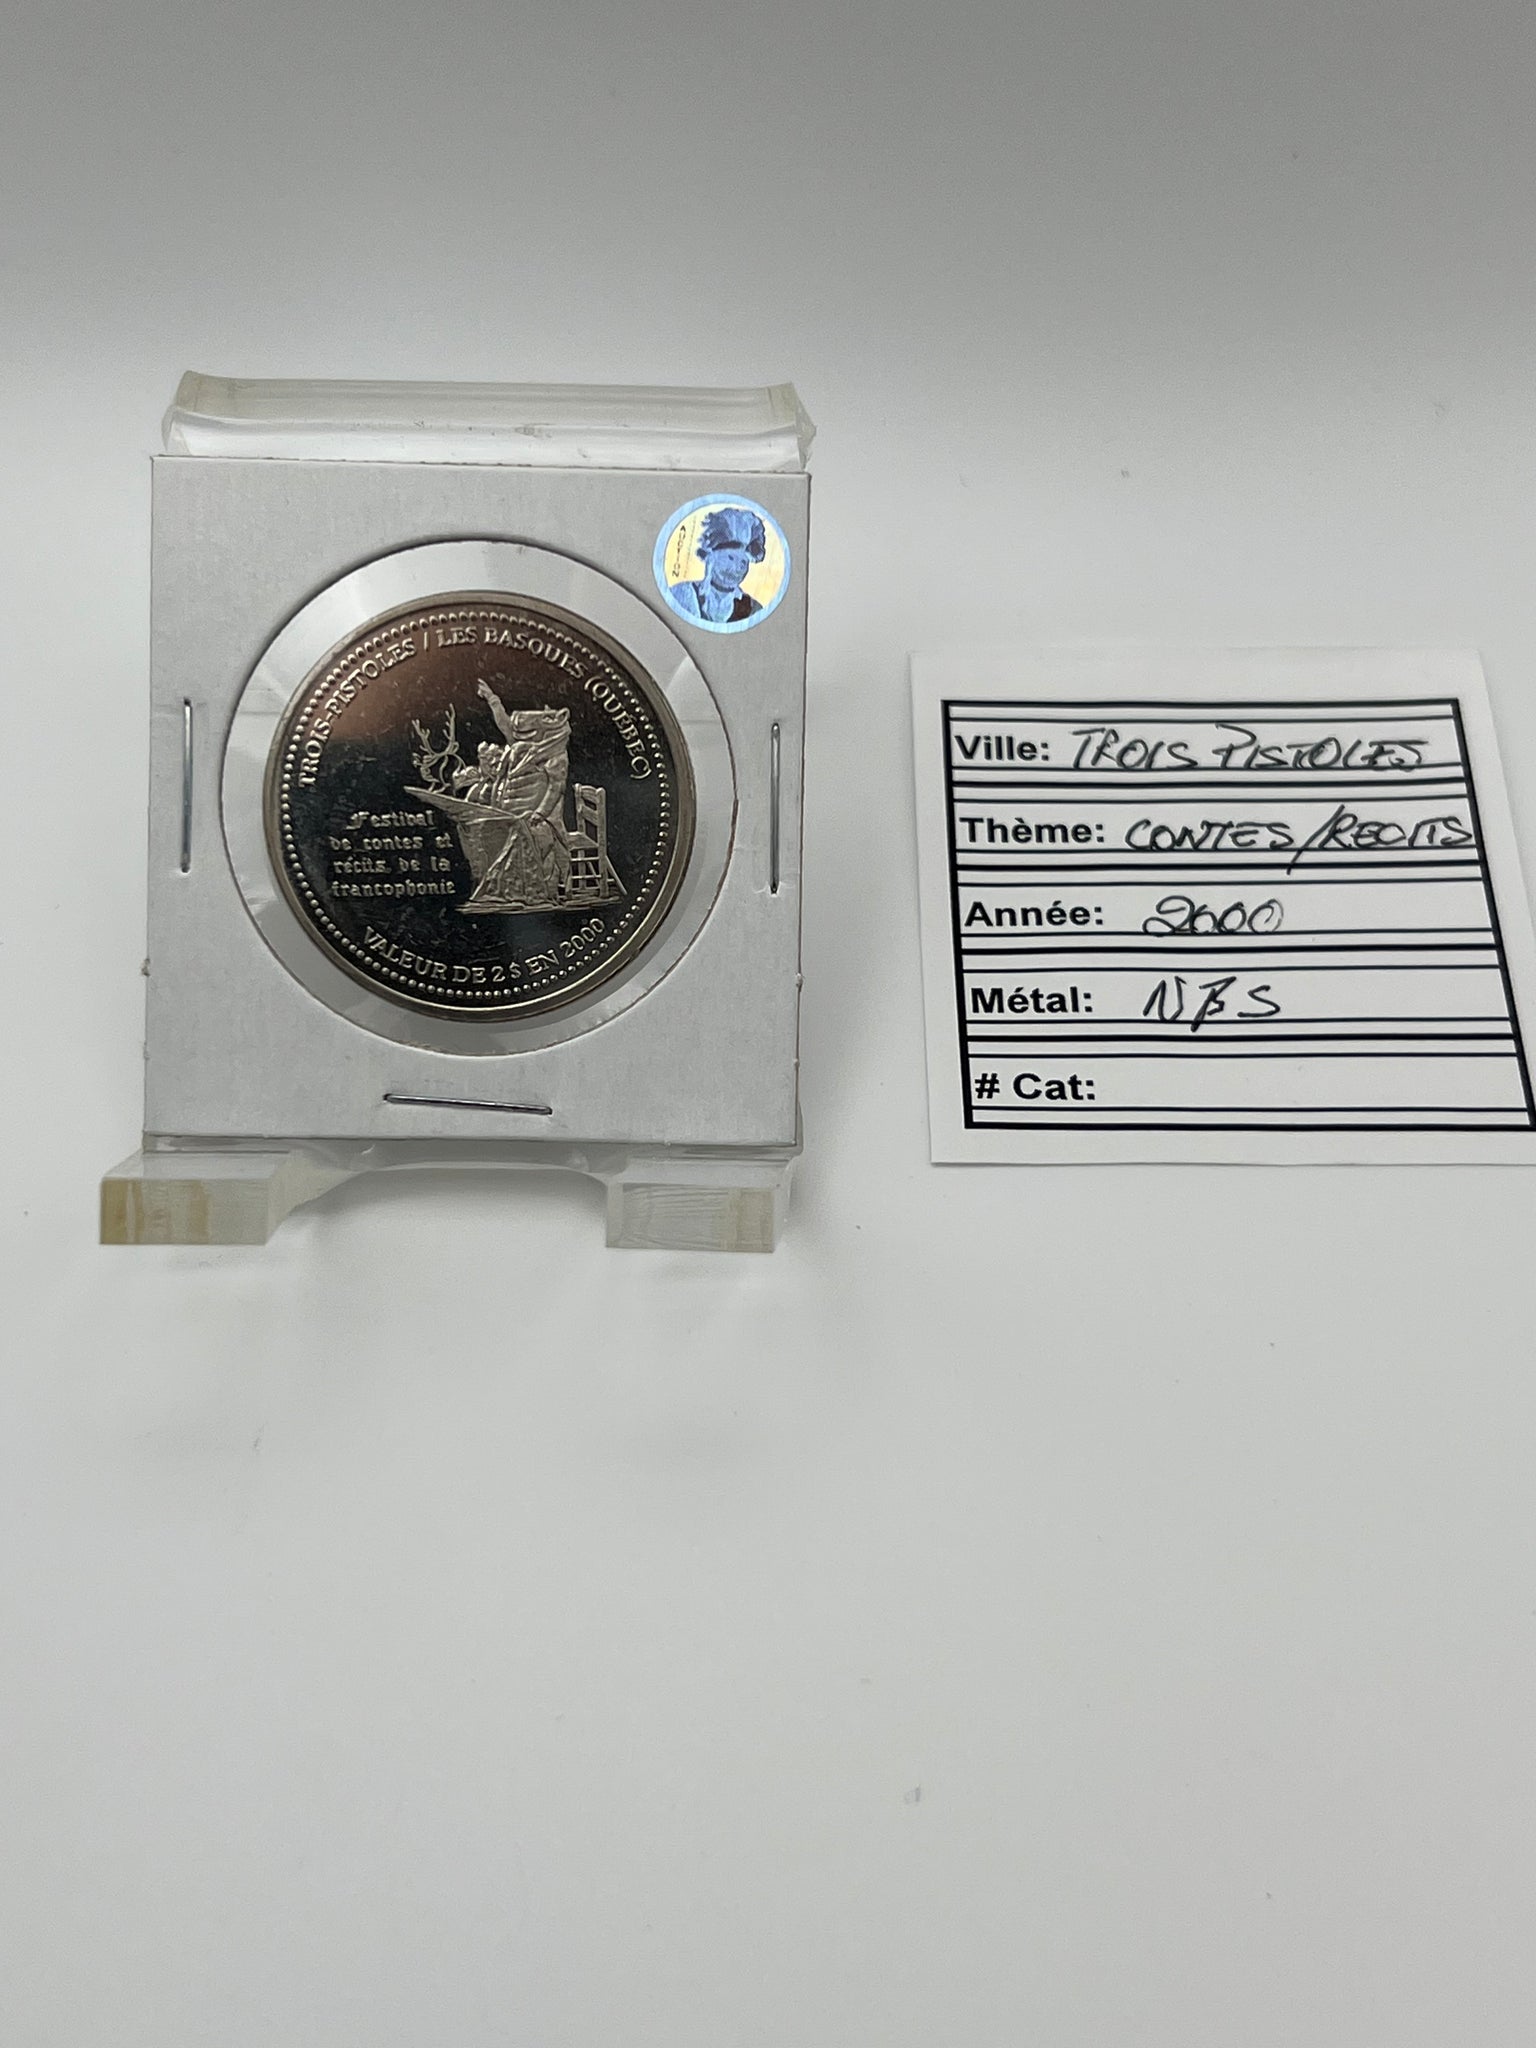 TROIS-PISTOLES / LES BASQUES (QUÉBEC)
Festival
de contes et
récits de la
francophonie
VALEUR DE 2 $ EN 2000
Ville: TROIS PISTOLES
Thème: CONTES/RECITS
Année: 2000
Métal: NBS
# Cat: